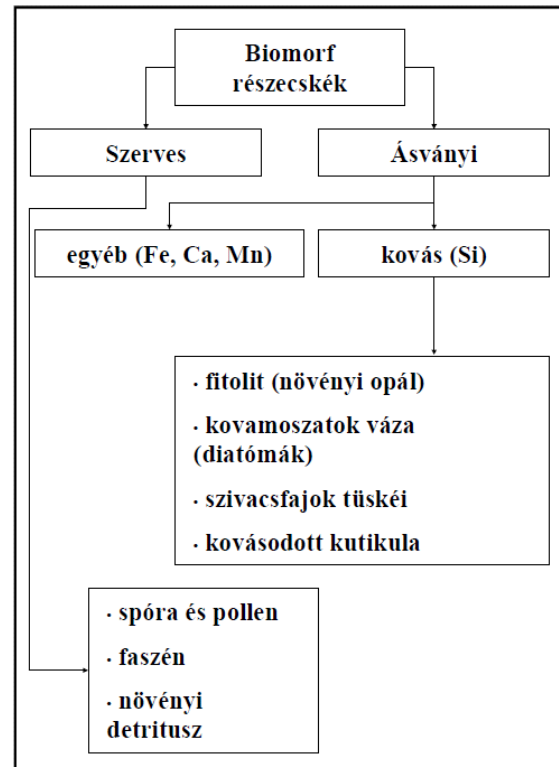 Biomorf
részecskék
Szerves
Ásványi
egyéb (Fe, Ca, Mn)
kovás (Si)
· fitolit (növényi opál)
· kovamoszatok váza
(diatómák)
· szivacsfajok tüskéi
· kovásodott kutikula
· spóra és pollen
· faszén
· növényi
detritusz